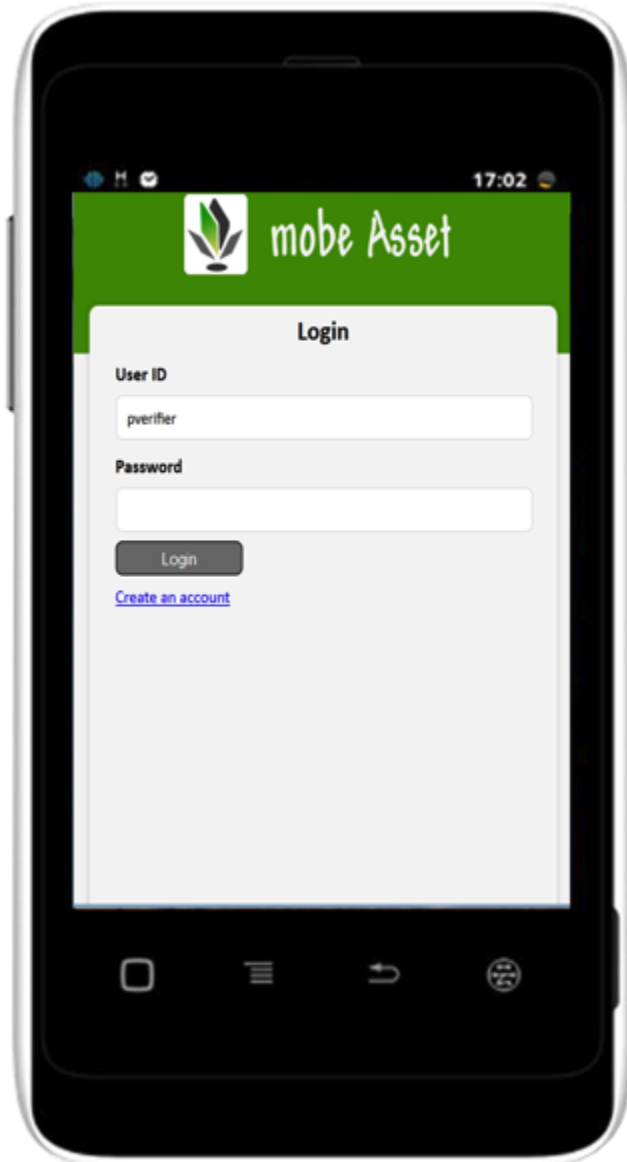 17:02
mobe Asset
Login
User ID
pverifier
Password
Login
Create an account